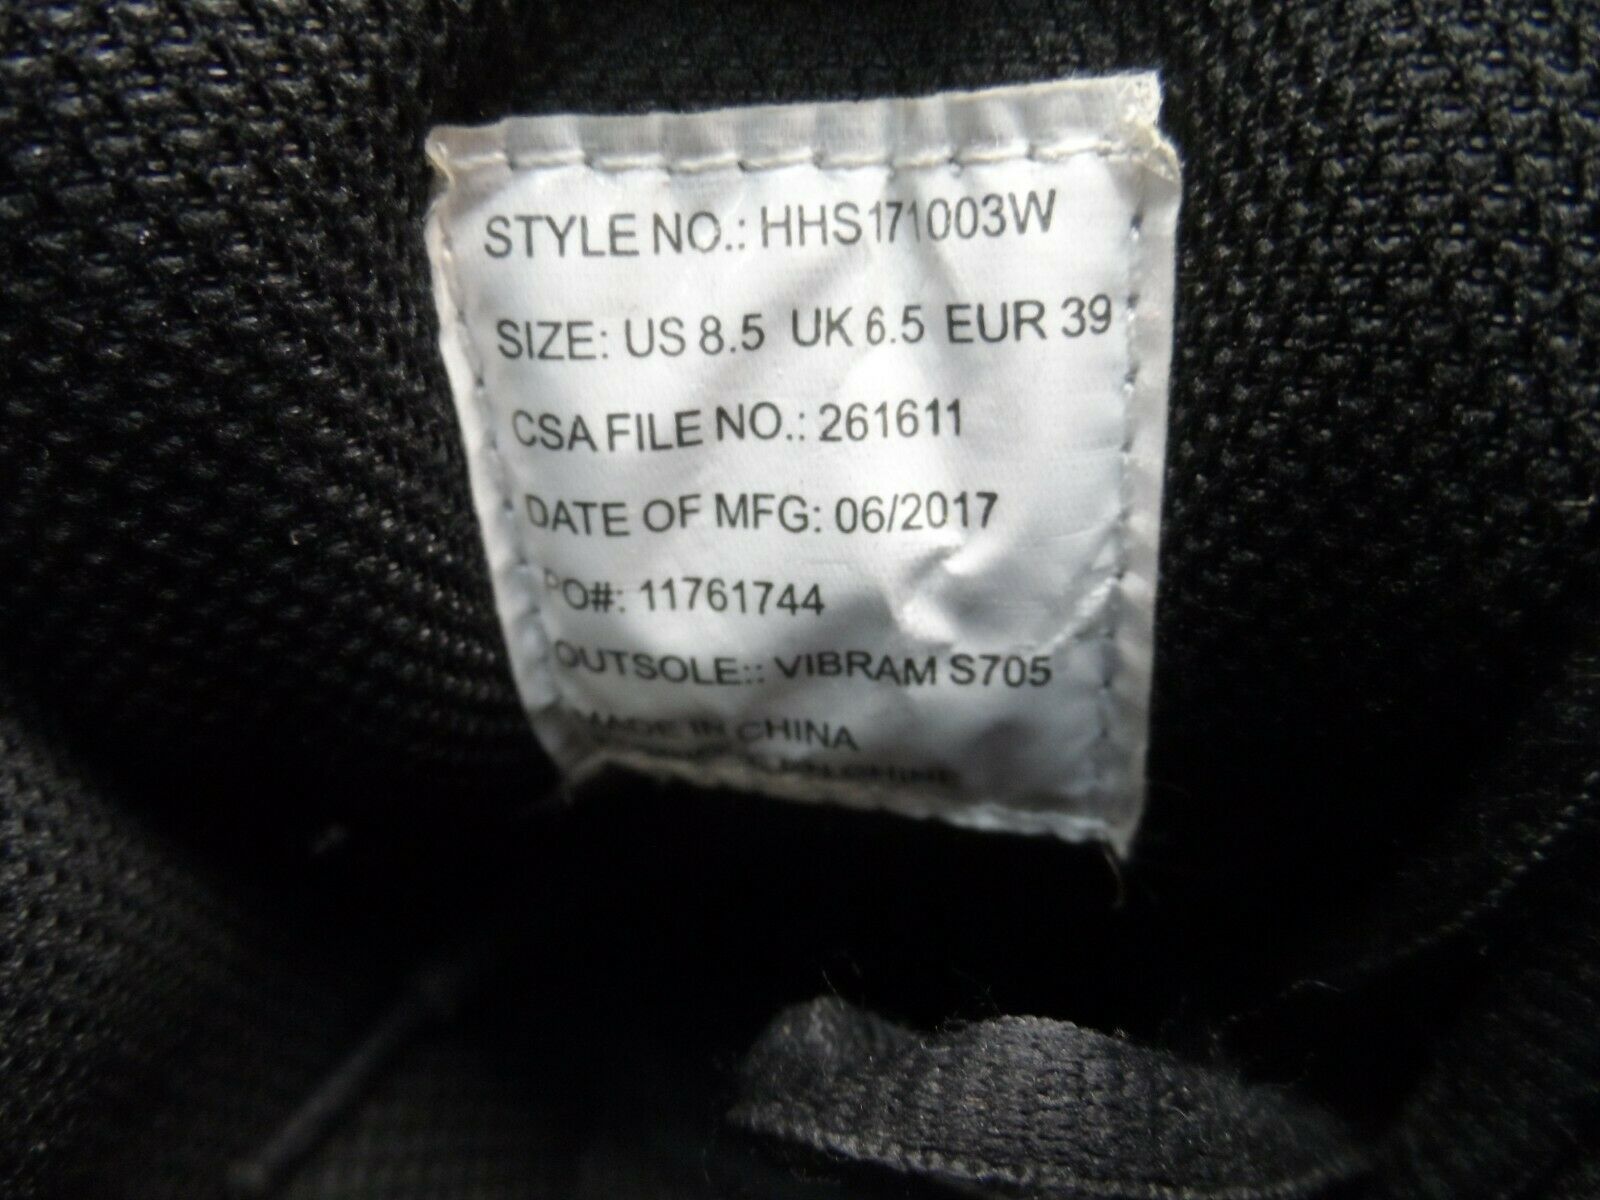 STYLE NO.: HHS171003W
SIZE: US 8.5 UK 6.5 EUR 39
CSA FILE NO.: 261611
DATE OF MFG: 06/2017
PO#: 11761744
OUTSOLE:: VIBRAM S705
MADE IN CHINA
CHINE